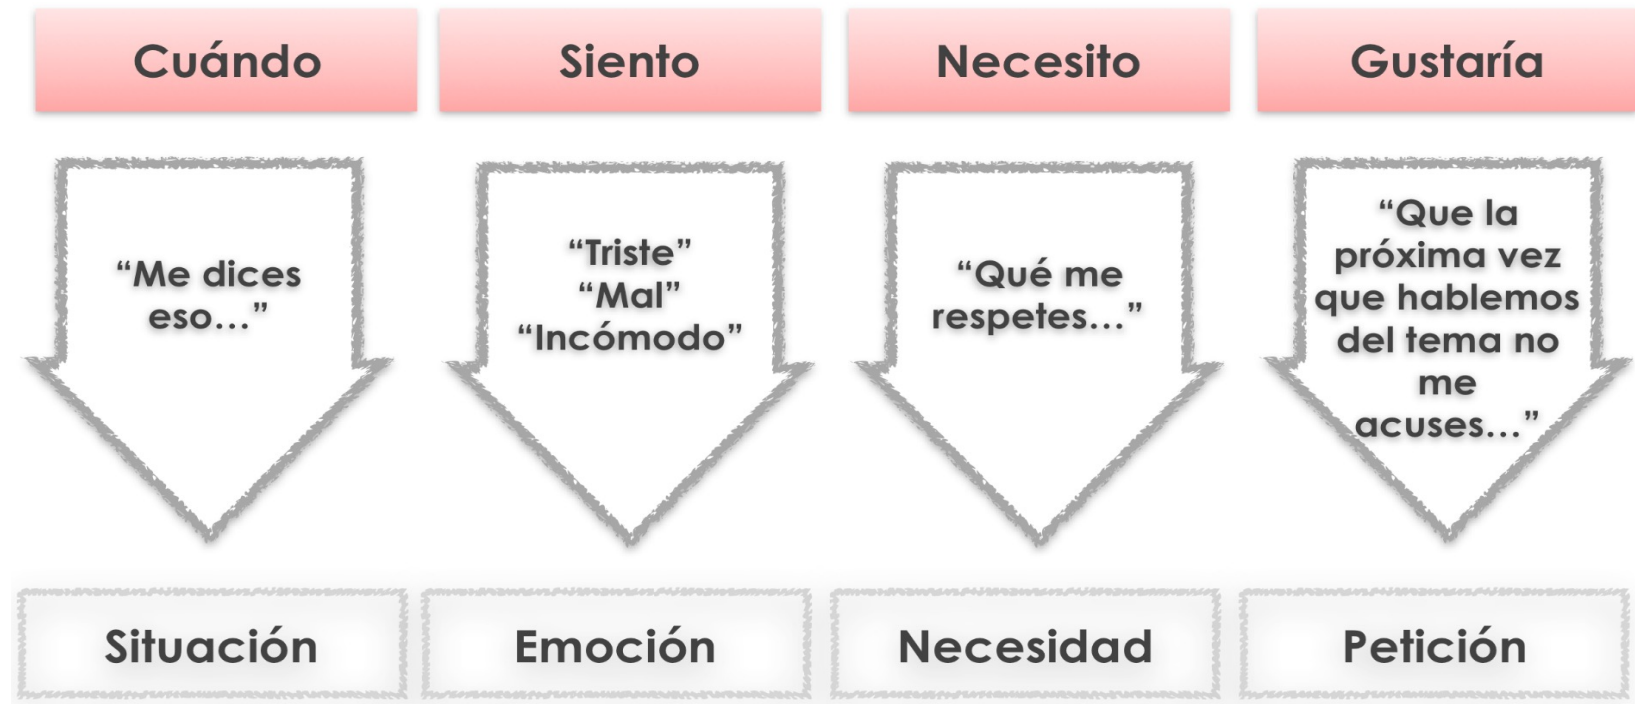 Cuándo
Siento
Necesito
Gustaría
“Me dices
eso...”
“Triste”
“Mal”
“Incómodo”
“Qué me
respetes...”
“Que la
próxima vez
que hablemos
del tema no
me
acuses...”
Situación
Emoción
Necesidad
Petición